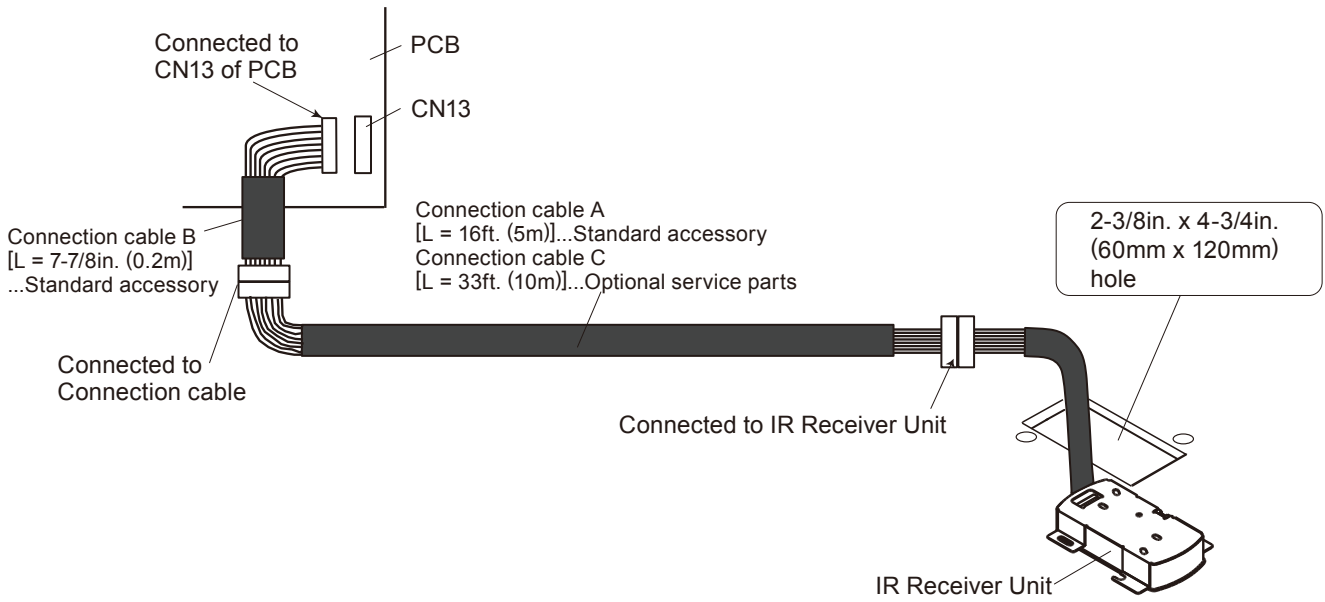 Connected to
CN13 of PCB
PCB
CN13
Connection cable B
[L = 7-7/8in. (0.2m)]
...Standard accessory
Connection cable A
[L = 16ft. (5m)]...Standard accessory
Connection cable C
[L = 33ft. (10m)]...Optional service parts
2-3/8in. x 4-3/4in.
(60mm x 120mm)
hole
Connected to
Connection cable
Connected to IR Receiver Unit
IR Receiver Unit